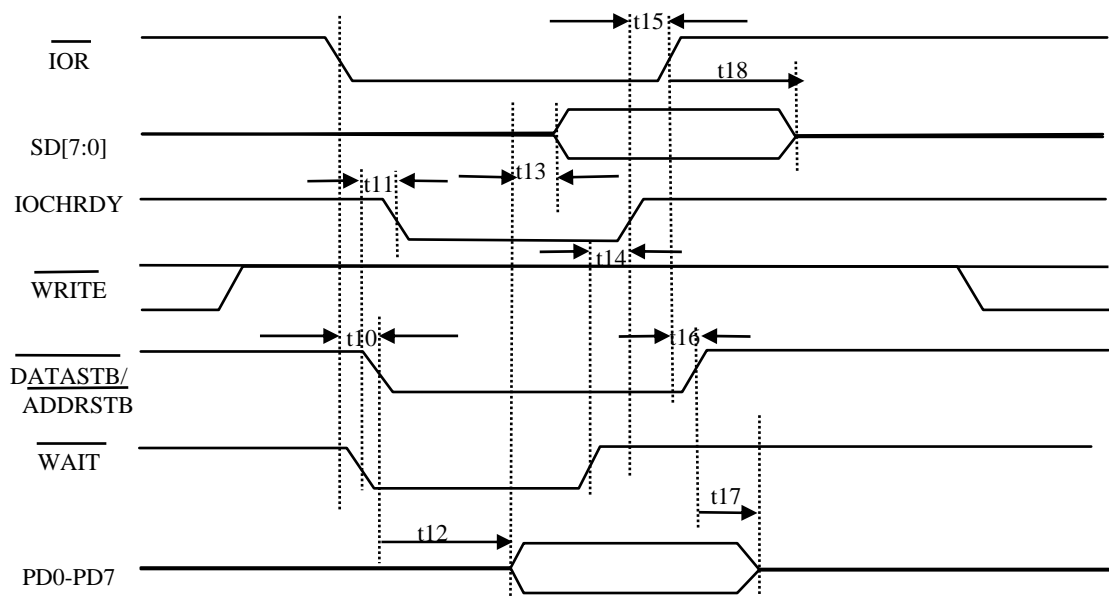 t15
IOR
t18
SD[7:0]
t13
t11
IOCHRDY
t14
WRITE
t10
t16
DATASTB/
ADDRSTB
WAIT
t17
t12
PD0-PD7